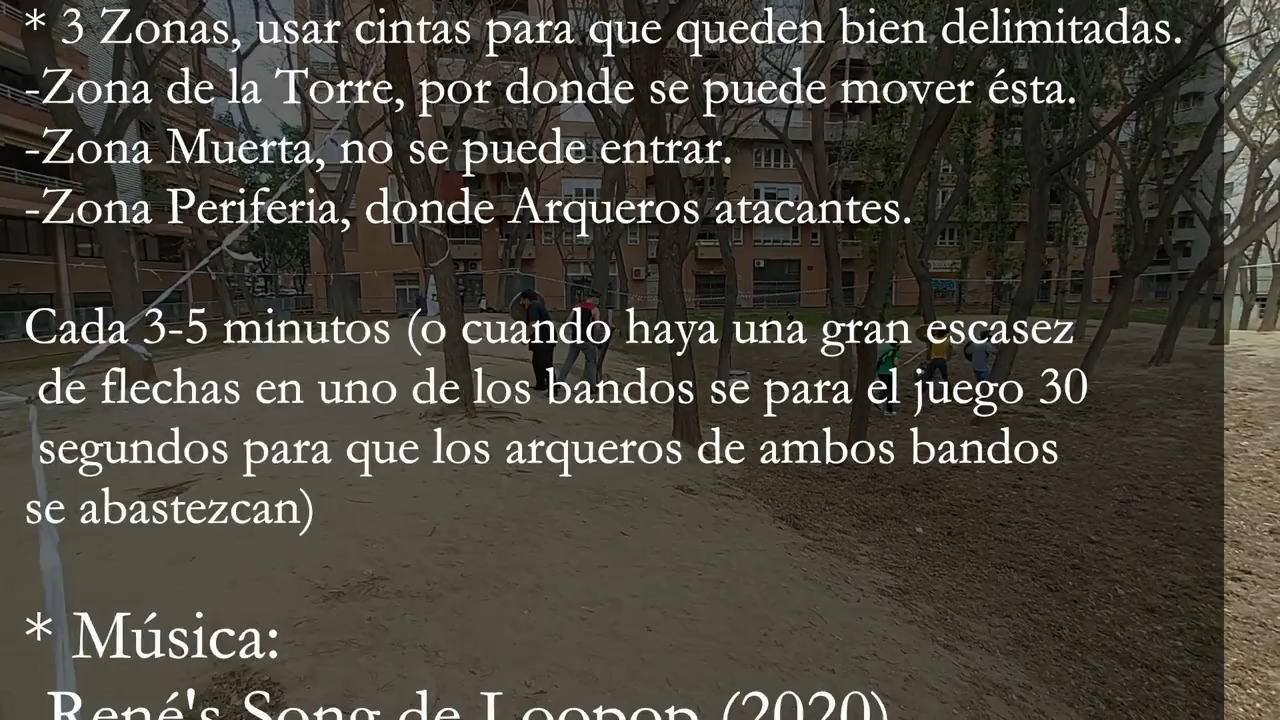 * 3 Zonas, usar cintas para que queden bien delimitadas.
-Zona de la Torre, por donde se puede mover ésta.
-Zona Muerta, no se puede entrar.
-Zona Periferia, donde Arqueros atacantes.
Cada 3-5 minutos (o cuando haya una gran escasez
de flechas en uno de los bandos se para el juego 30
segundos para que los arqueros de ambos bandos
se abastezcan)
* Música:
René's Song de Loopop (2020)